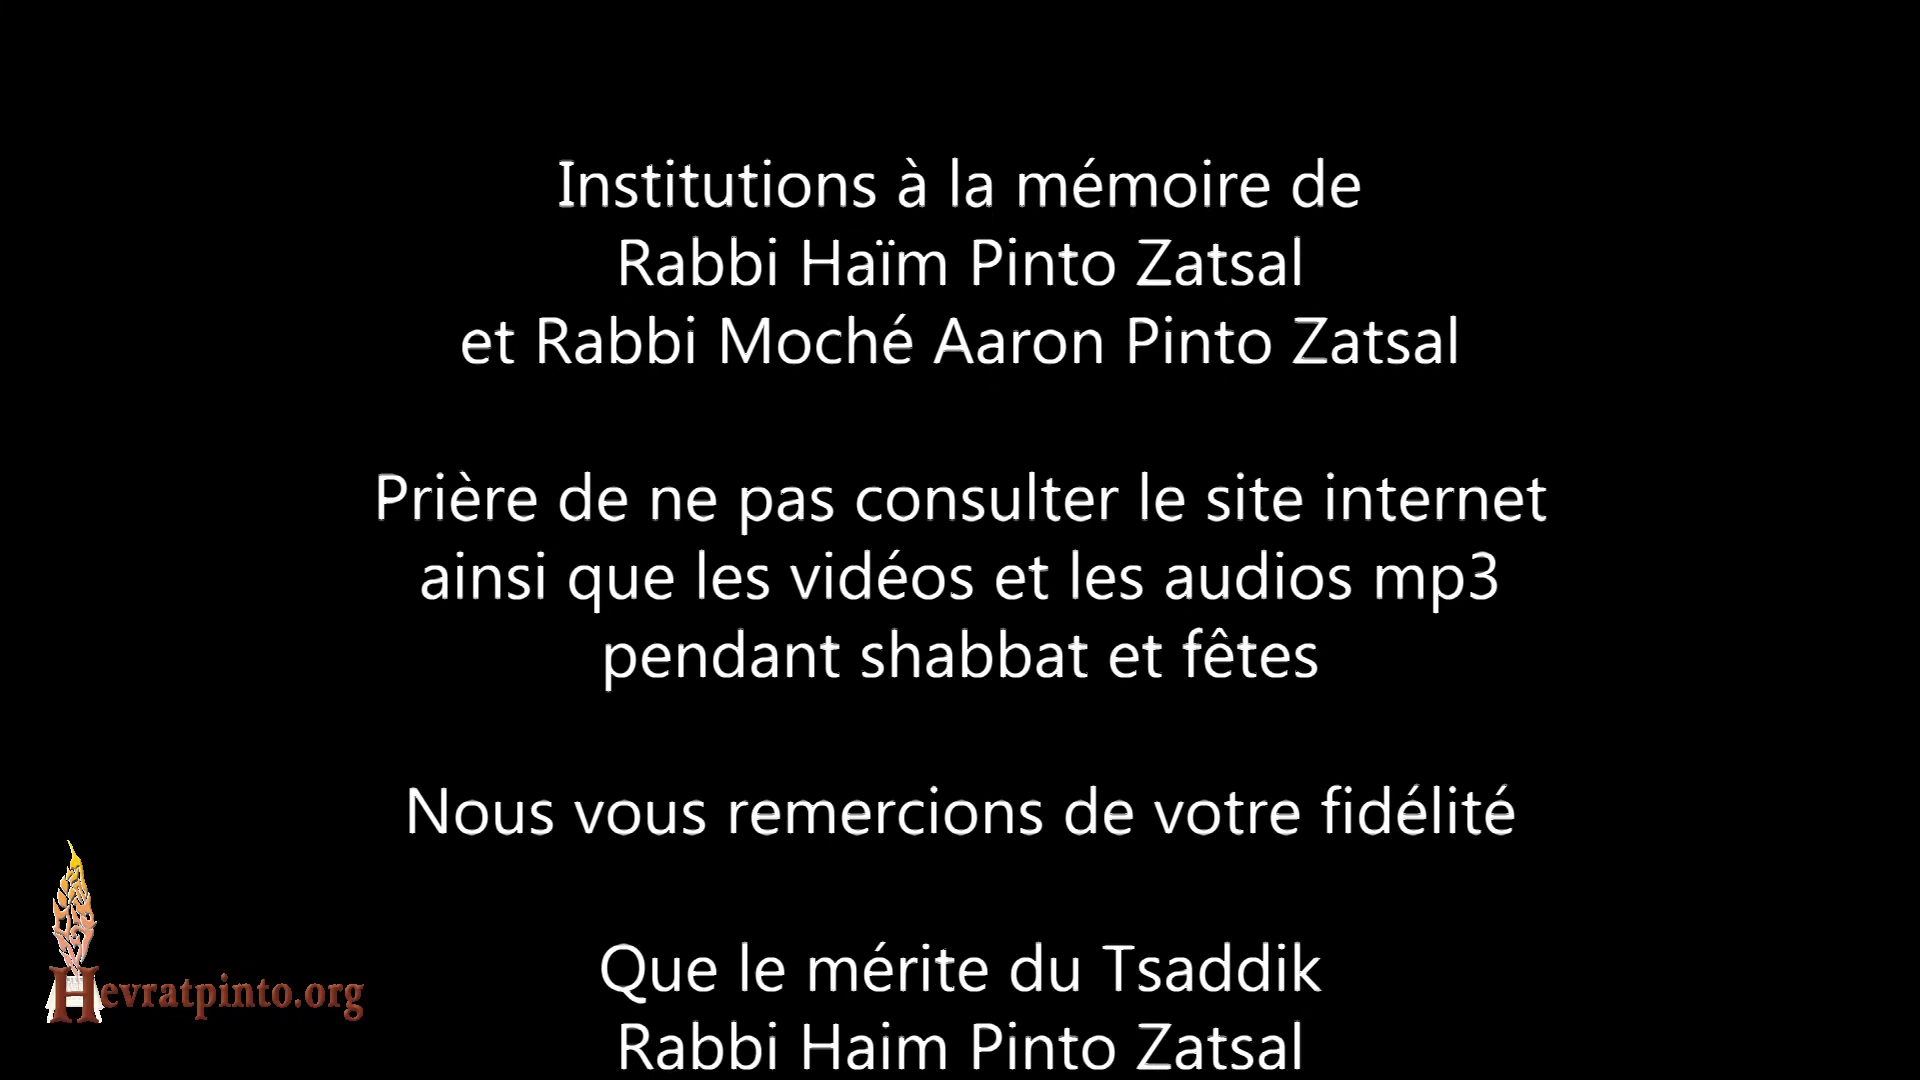 Institutions à la mémoire de
Rabbi Haïm Pinto Zatsal
et Rabbi Moché Aaron Pinto Zatsal
Prière de ne pas consulter le site internet
ainsi que les vidéos et les audios mp3
pendant shabbat et fêtes
Nous vous remercions de votre fidélité
Que le mérite du Tsaddik
Rabbi Haim Pinto Zatsal
Hevratpinto.org